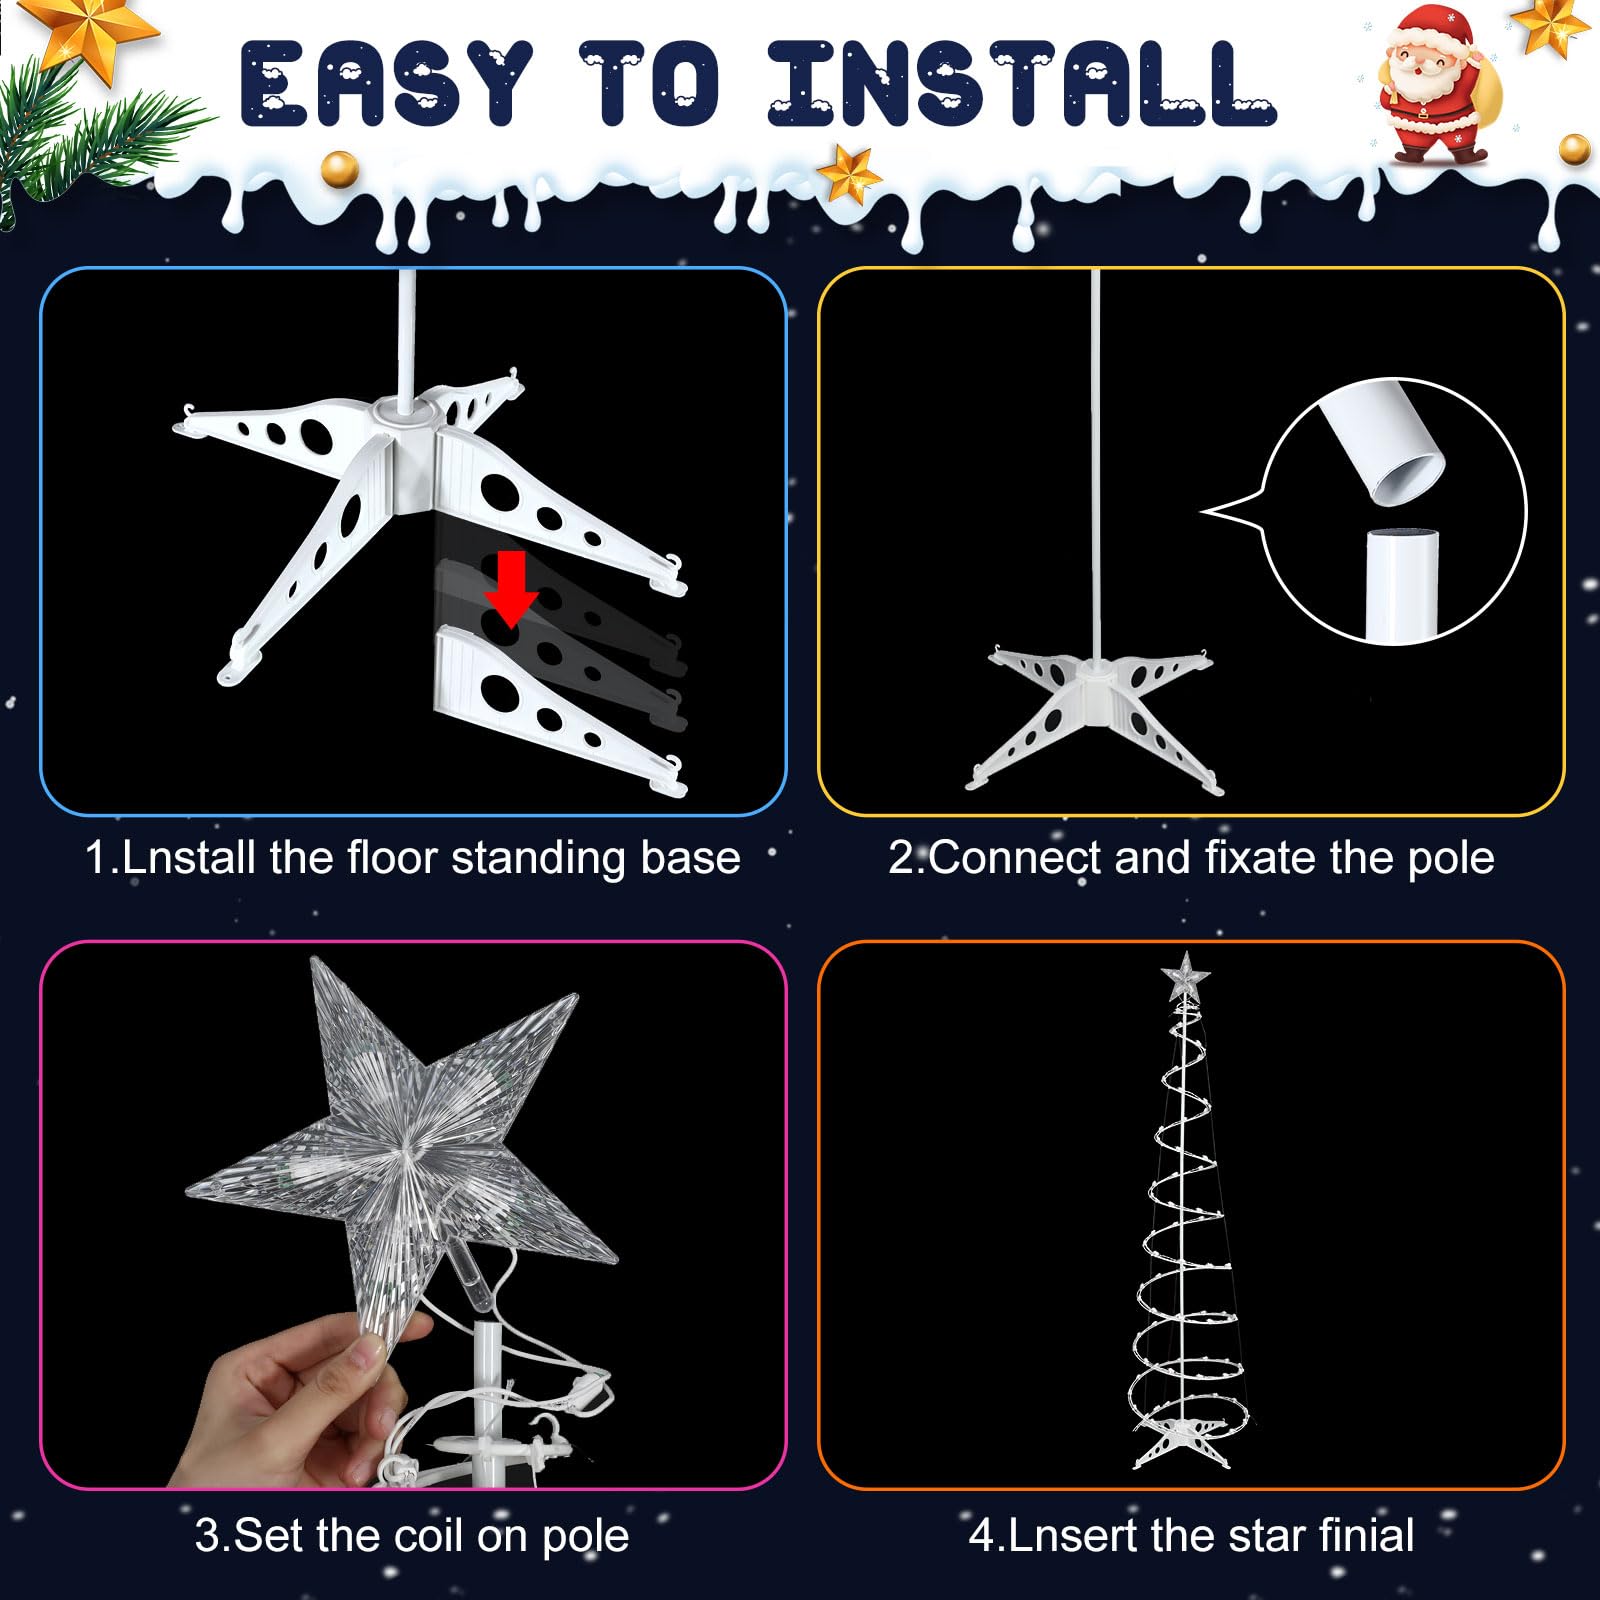 EASY TO INSTALL
1.Lnstall the floor standing base
2.Connect and fixate the pole
3.Set the coil on pole
4.Lnsert the star finial